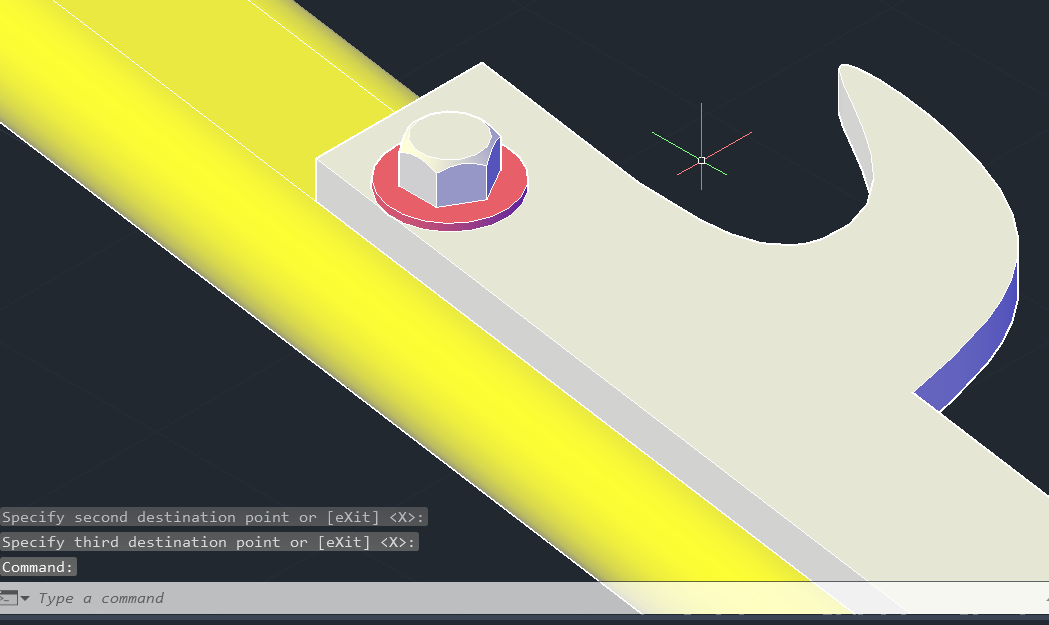 Specify second destination point or [eXit] <X>:
Specify third destination point or [eXit] <X>:
Command:
Type a command